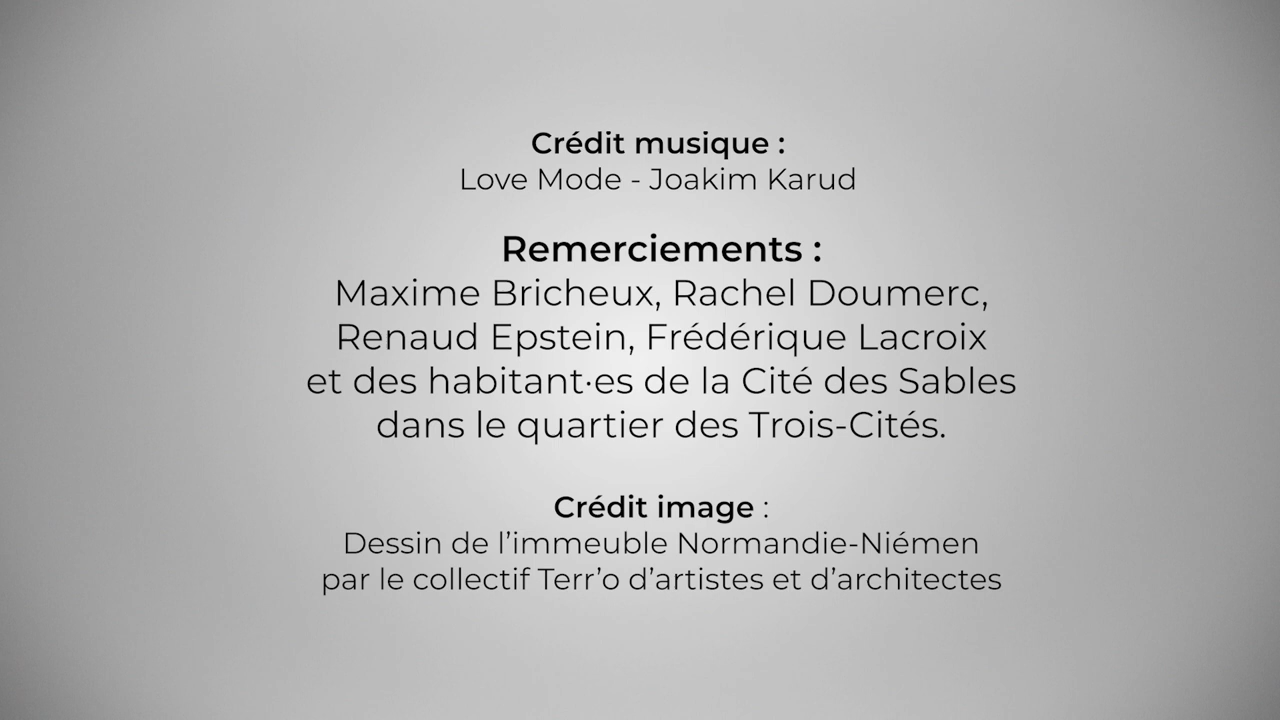 Crédit musique :
Love Mode - Joakim Karud
Remerciements :
Maxime Bricheux, Rachel Doumerc,
Renaud Epstein, Frédérique Lacroix
et des habitant·es de la Cité des Sables
dans le quartier des Trois-Cités.
Crédit image :
Dessin de l’immeuble Normandie-Niémen
par le collectif Terr’o d’artistes et d’architectes